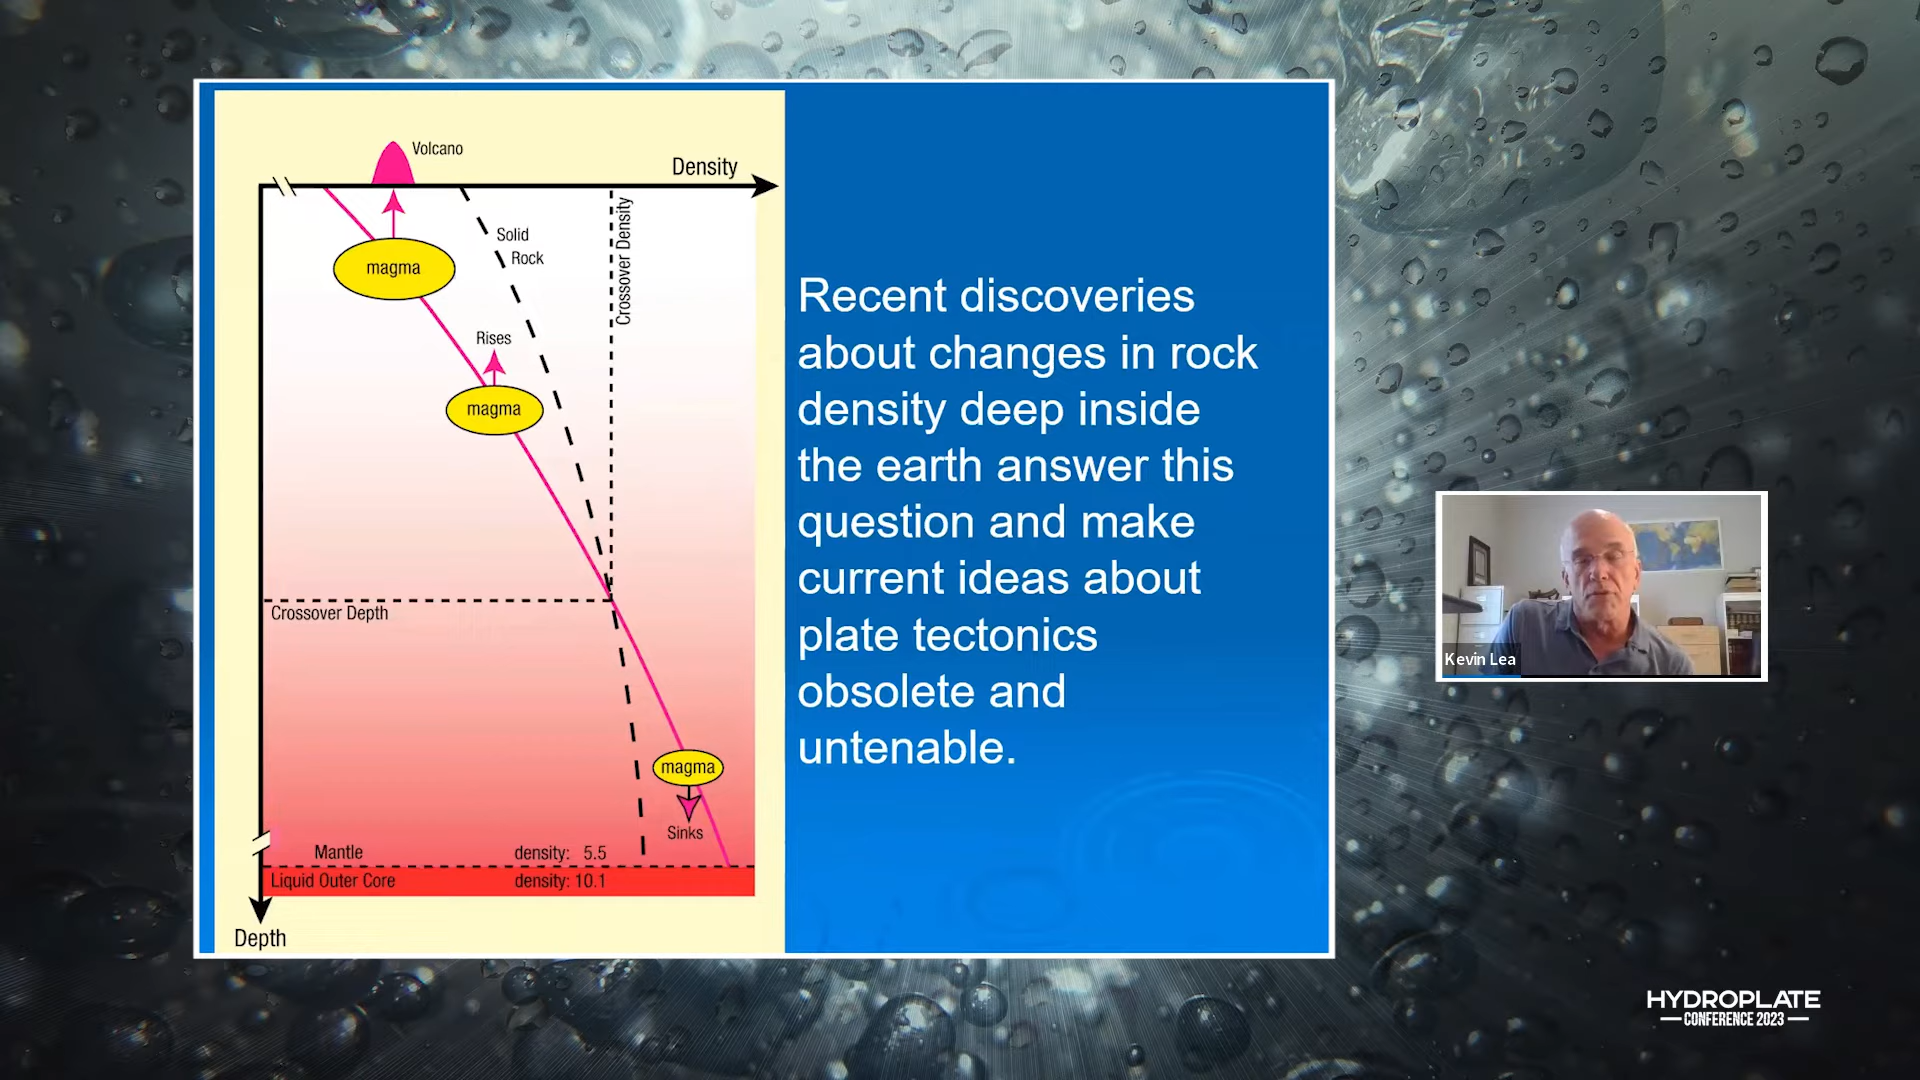 Volcano
Density
magma
Solid
Rock
Crossover Density
Rises
magma
Crossover Depth
magma
Sinks
Mantle density: 5.5
Liquid Outer Core density: 10.1
Depth
Recent discoveries
about changes in rock
density deep inside
the earth answer this
question and make
current ideas about
plate tectonics
obsolete and
untenable.
Kevin Lea
HYDROPLATE
CONFERENCE 2023